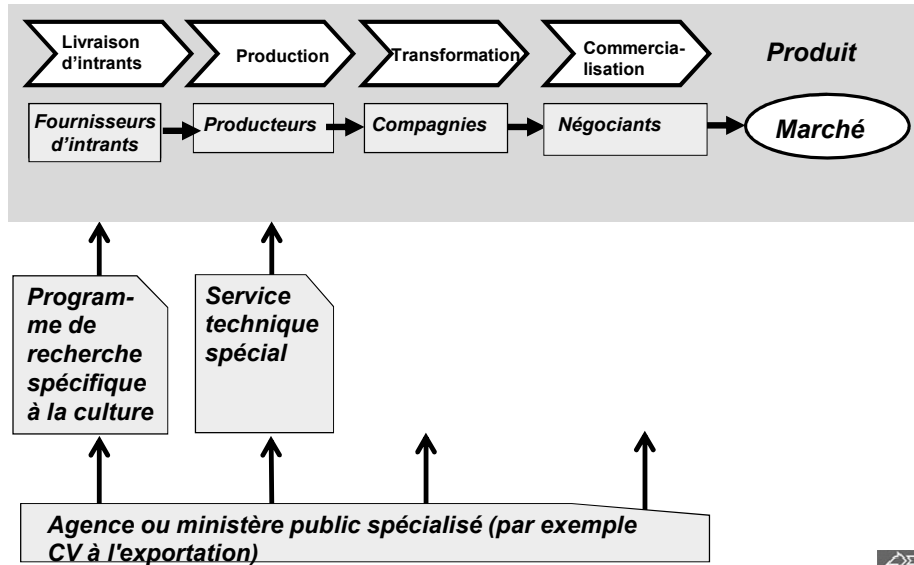 Livraison
d’intrants
Production
Transformation
Commercia-
lisation
Produit
Fournisseurs
d’intrants
Producteurs
Compagnies
Négociants
Marché
Program-
me de
recherche
spécifique
à la culture
Service
technique
spécial
Agence ou ministère public spécialisé (par exemple
CV à l'exportation)